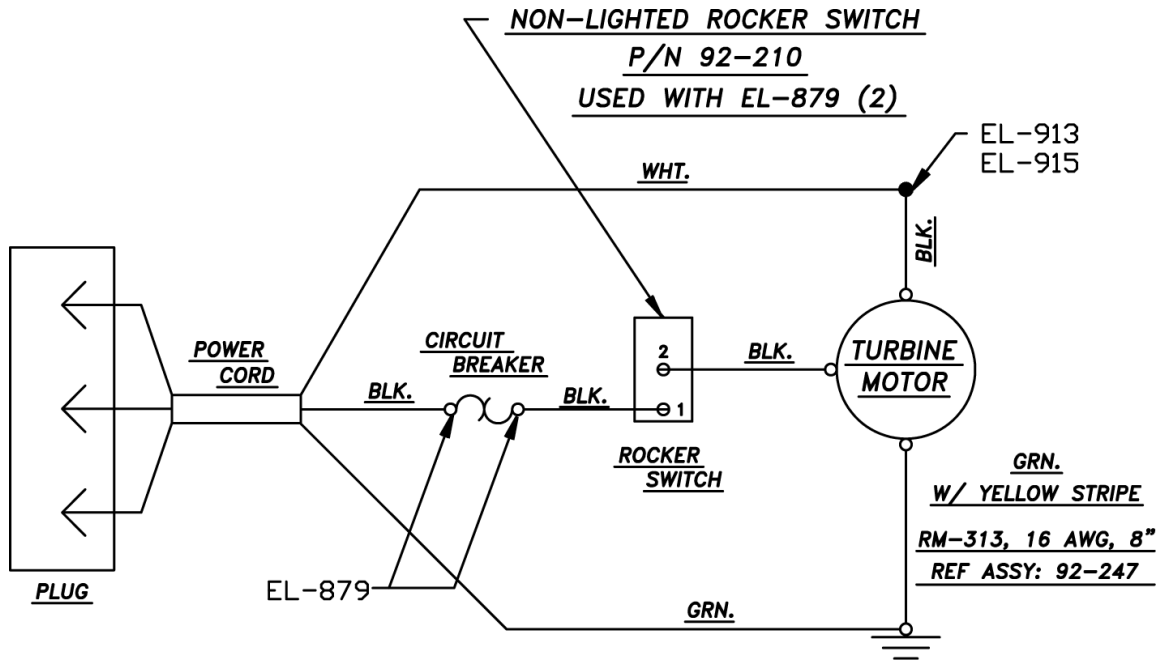 NON-LIGHTED ROCKER SWITCH
P/N 92-210
USED WITH EL-879 (2)
EL-913
EL-915
WHT.
BLK.
POWER
CORD
CIRCUIT
BREAKER
BLK.
BLK.
2
1
BLK.
TURBINE
MOTOR
ROCKER
SWITCH
GRN.
W/ YELLOW STRIPE
RM-313, 16 AWG, 8"
REF ASSY: 92-247
PLUG
EL-879
GRN.